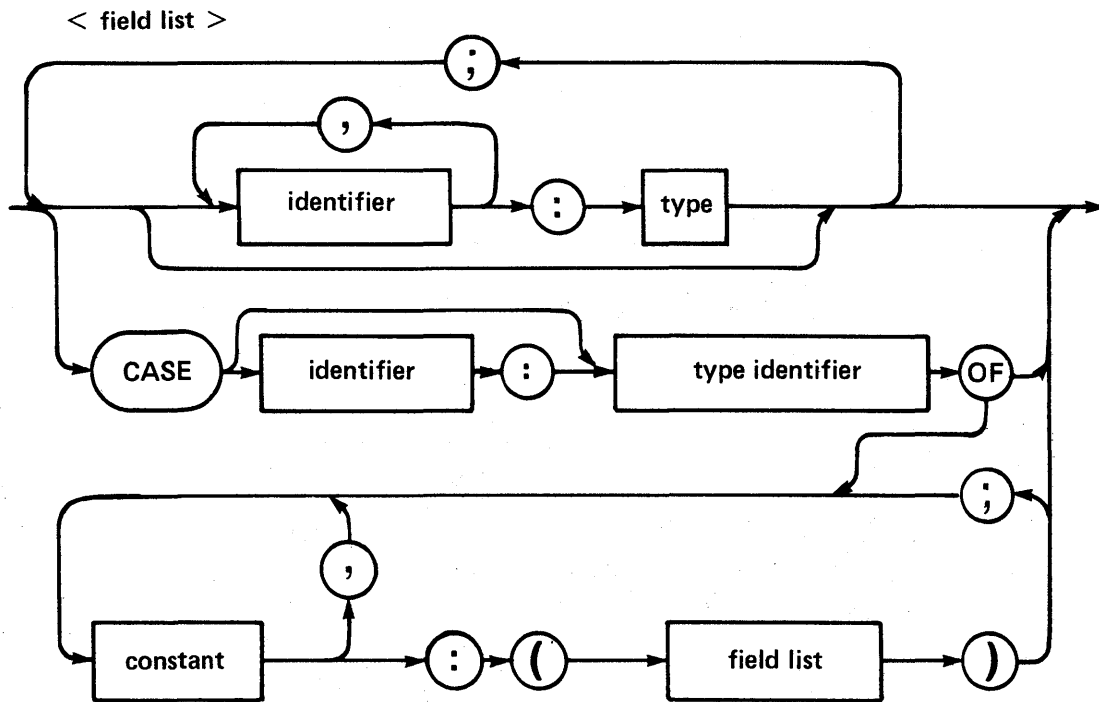 < field list >
;
,
identifier : type
CASE identifier : type identifier OF
;
,
constant : ( field list )